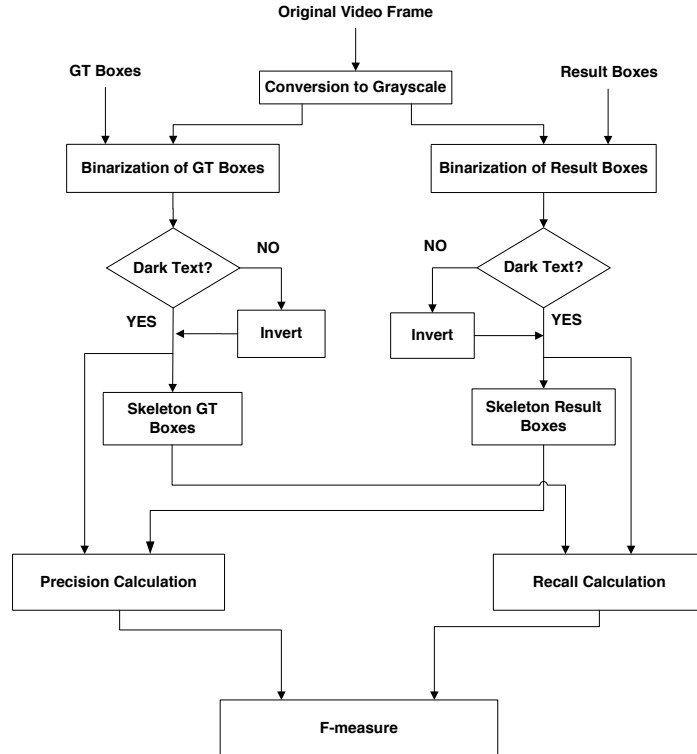 Original Video Frame
GT Boxes
Result Boxes
Conversion to Grayscale
Binarization of GT Boxes
Binarization of Result Boxes
Dark Text?
NO
NO
Dark Text?
YES
Invert
Invert
YES
Skeleton GT
Boxes
Skeleton Result
Boxes
Precision Calculation
Recall Calculation
F-measure